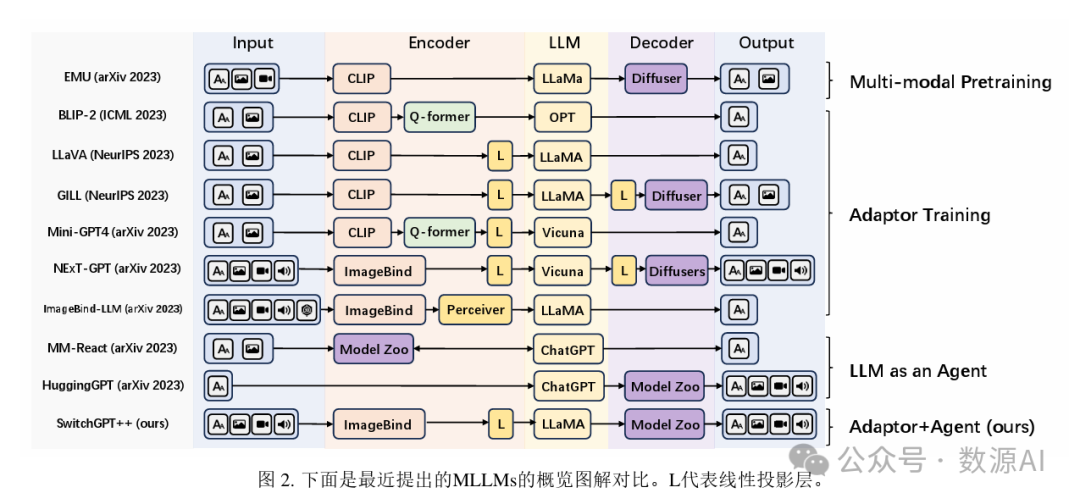 Input Encoder LLM Decoder Output
EMU (arXiv 2023) CLIP LLaMa Diffuser Multi-modal Pretraining
BLIP-2 (ICML 2023) CLIP Q-former OPT
LLaVA (NeurIPS 2023) CLIP L LLaMA
GILL (NeurIPS 2023) CLIP L LLaMA L Diffuser
Adaptor Training
Mini-GPT4 (arXiv 2023) CLIP Q-former L Vicuna
NExT-GPT (arXiv 2023) ImageBind L Vicuna L Diffusers
ImageBind-LLM (arXiv 2023) ImageBind Perceiver LLaMA
MM-React (arXiv 2023) Model Zoo ChatGPT
LLM as an Agent
HuggingGPT (arXiv 2023) ChatGPT Model Zoo
SwitchGPT++ (ours) ImageBind L LLaMA Model Zoo Adaptor+Agent (ours)
公众号 · 数源AI
图 2. 下面是最近提出的MLLMs的概览图解对比。L代表线性投影层。